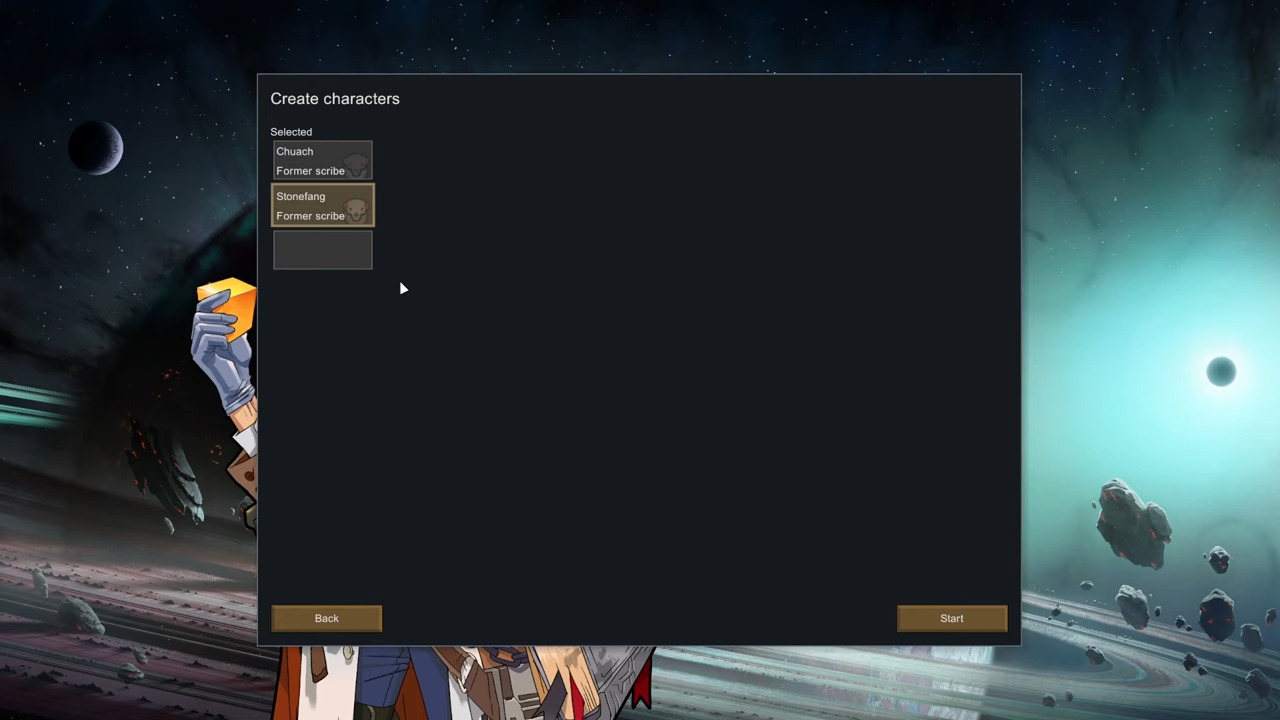 Create characters
Selected
Chuach
Former scribe
Stonefang
Former scribe
Back
Start